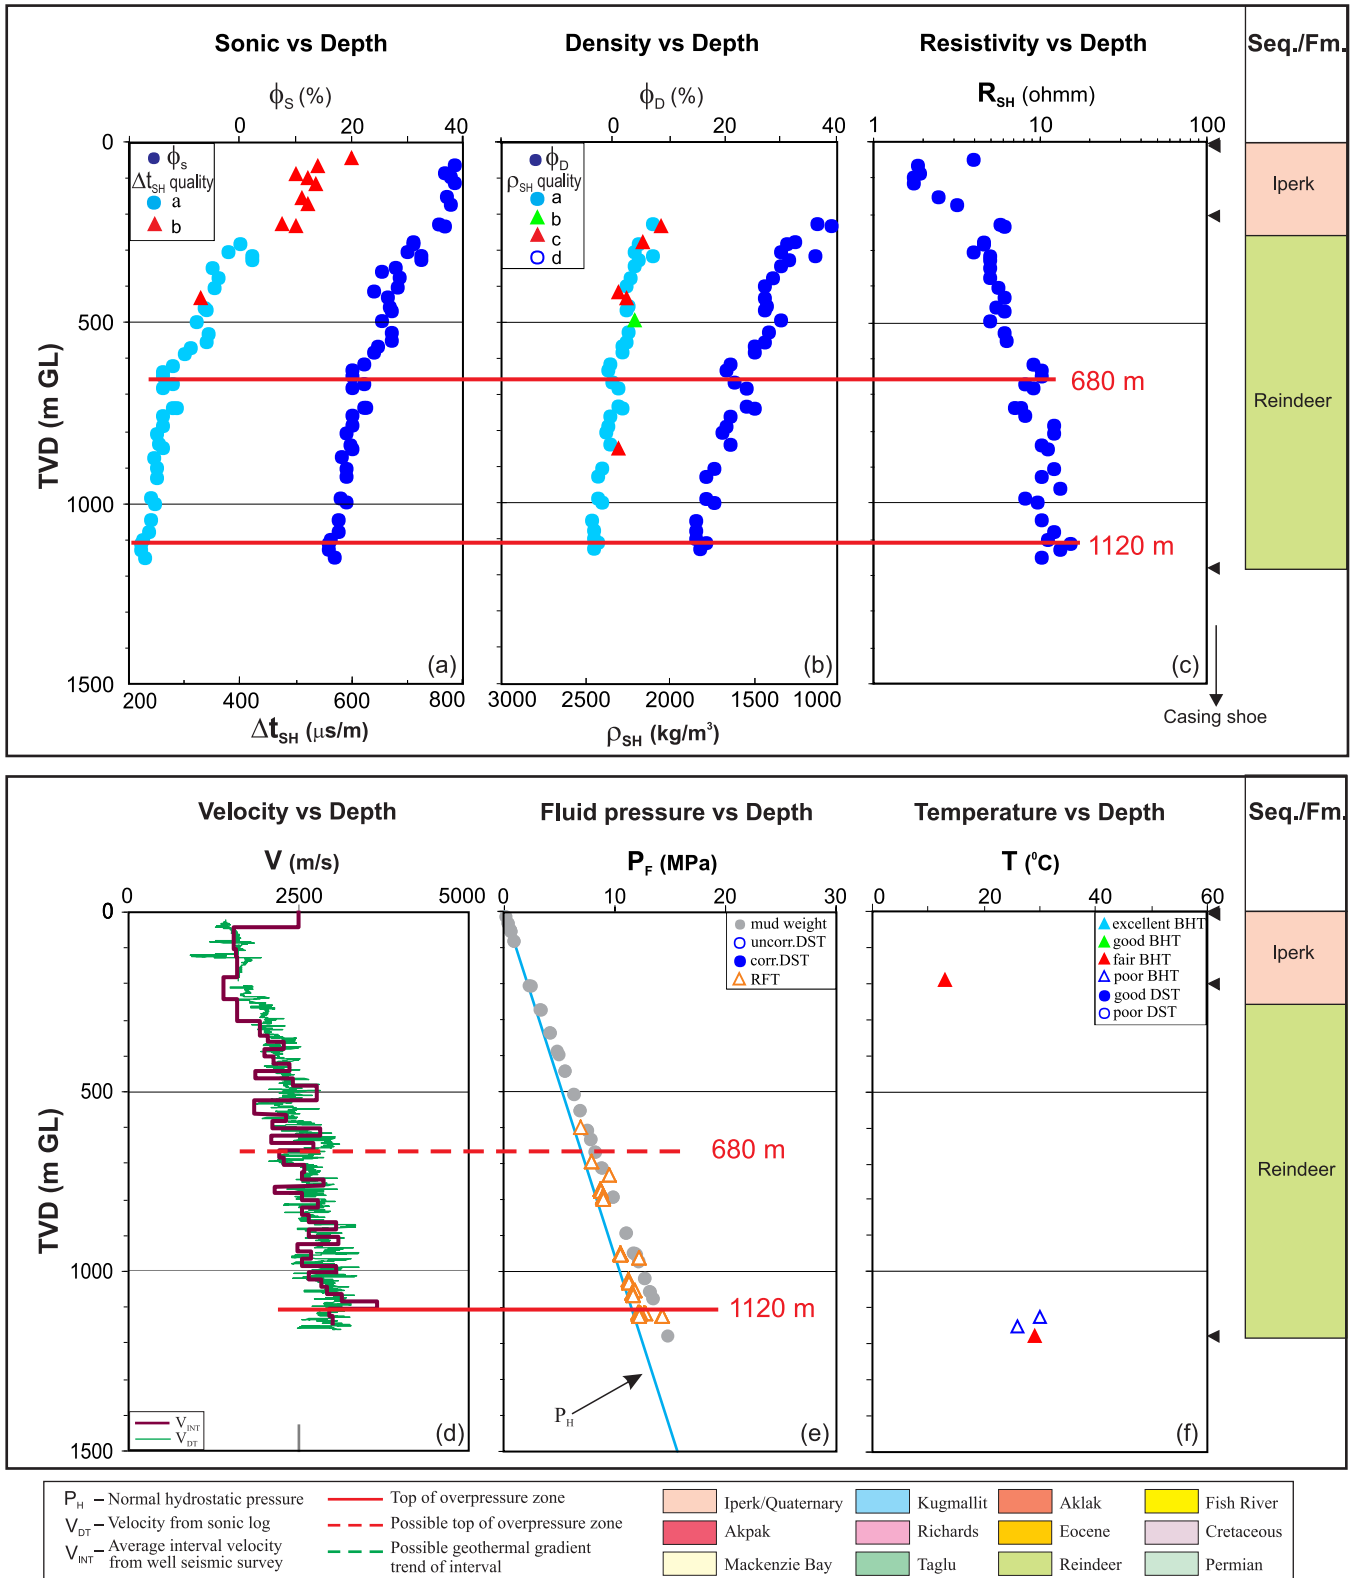 Sonic vs Depth
Density vs Depth
Resistivity vs Depth
Seq./Fm.
ϕS (%)
ϕD (%)
RSH (ohmm)
0 20 40
0 20 40
1 10 100
0
500
1000
1500
TVD (m GL)
ϕs
ΔtSH quality
a
b
ϕD
ρSH quality
a
b
c
d
Iperk
Reindeer
680 m
1120 m
(a)
(b)
(c)
200 400 600 800
3000 2500 2000 1500 1000
ΔtSH (μs/m)
ρSH (kg/m³)
Casing shoe
Velocity vs Depth
Fluid pressure vs Depth
Temperature vs Depth
Seq./Fm.
V (m/s)
PF (MPa)
T (⁰C)
0 2500 5000
0 10 20 30
0 20 40 60
0
500
1000
1500
TVD (m GL)
mud weight
uncorr.DST
corr.DST
RFT
excellent BHT
good BHT
fair BHT
poor BHT
good DST
poor DST
Iperk
Reindeer
680 m
1120 m
PH
VINT
VDT
(d)
(e)
(f)
PH – Normal hydrostatic pressure
VDT – Velocity from sonic log
VINT – Average interval velocity
from well seismic survey
Top of overpressure zone
Possible top of overpressure zone
Possible geothermal gradient
trend of interval
Iperk/Quaternary
Kugmallit
Aklak
Fish River
Akpak
Richards
Eocene
Cretaceous
Mackenzie Bay
Taglu
Reindeer
Permian